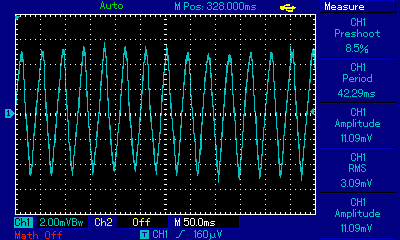 Auto
M Pos: 328.000ms
Measure
CH1
Preshoot
8.5%
CH1
Period
42.29ms
CH1
Amplitude
11.09mV
CH1
RMS
3.09mV
CH1
Amplitude
11.09mV
1
Ch1 2.00mVBw Ch2 Off M 50.0ms
Math Off T CH1 160µV